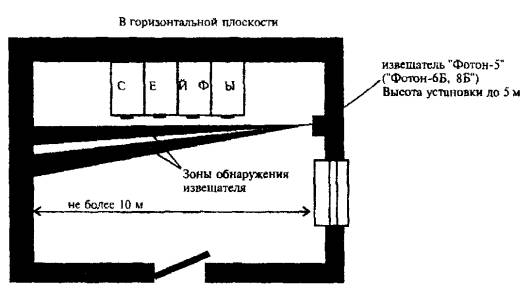 В горизонтальной плоскости
извещатель "Фотон-5"
("Фотон-6Б, 8Б")
Высота установки до 5 м
С Е Й Ф Ы
Зоны обнаружения
извещателя
не более 10 м